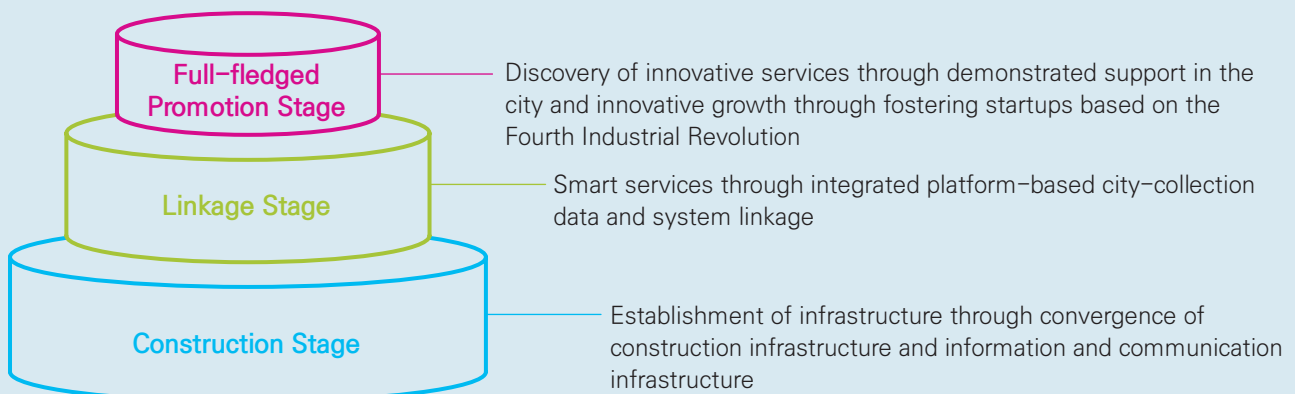 Full-fledged
Promotion Stage
Discovery of innovative services through demonstrated support in the
city and innovative growth through fostering startups based on the
Fourth Industrial Revolution
Linkage Stage
Smart services through integrated platform-based city-collection
data and system linkage
Construction Stage
Establishment of infrastructure through convergence of
construction infrastructure and information and communication
infrastructure